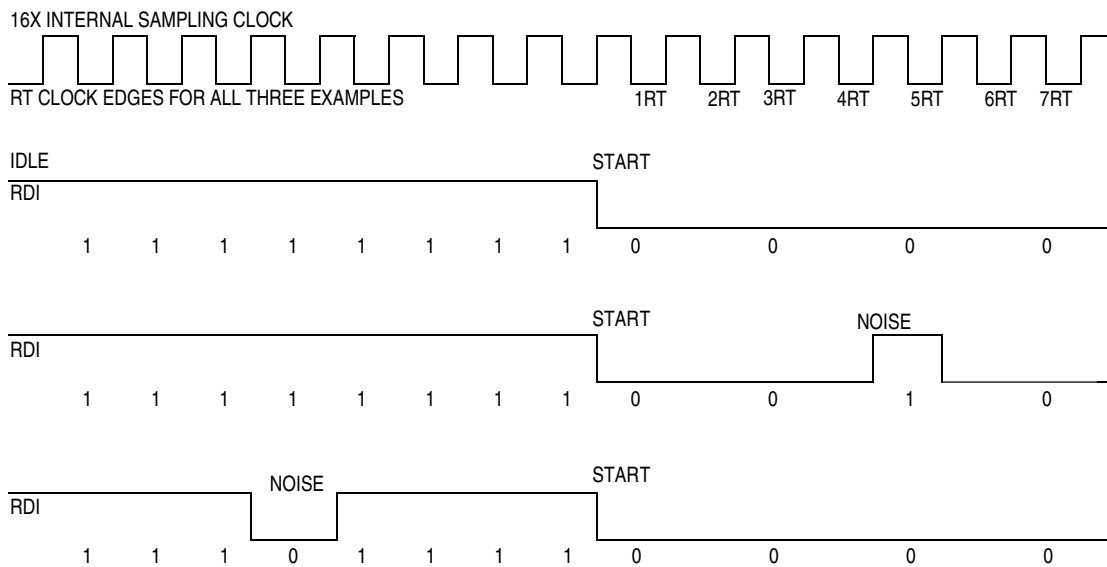 16X INTERNAL SAMPLING CLOCK
RT CLOCK EDGES FOR ALL THREE EXAMPLES 1RT 2RT 3RT 4RT 5RT 6RT 7RT
IDLE START
RDI
1 1 1 1 1 1 1 1 0 0 0 0
START NOISE
RDI
1 1 1 1 1 1 1 1 0 0 1 0
NOISE START
RDI
1 1 1 0 1 1 1 1 0 0 0 0